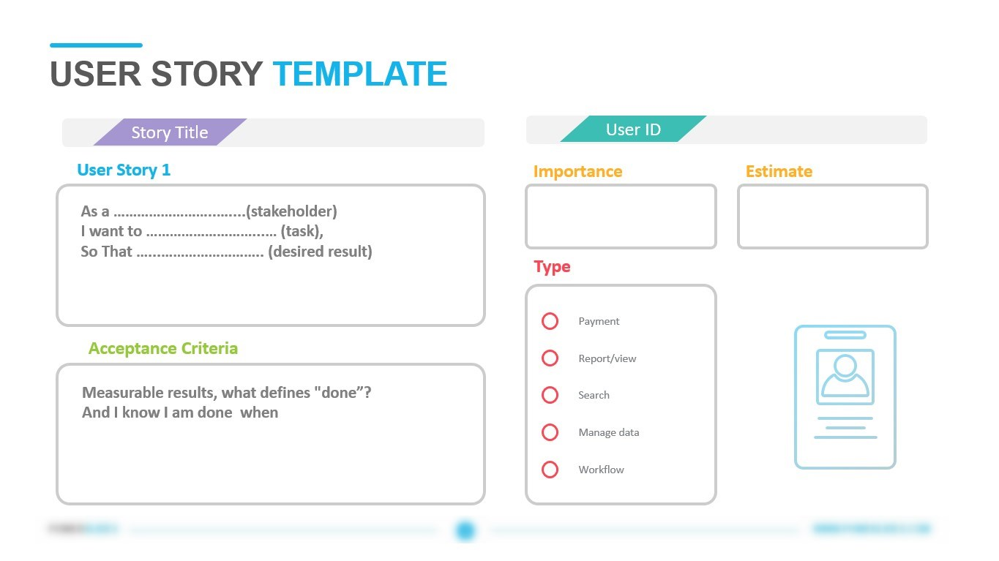 USER STORY TEMPLATE
Story Title
User Story 1
As a …………………………....(stakeholder)
I want to ………………………...… (task),
So That …..………………………. (desired result)
Acceptance Criteria
Measurable results, what defines "done”?
And I know I am done  when
User ID
Importance
Estimate
Type
Payment
Report/view
Search
Manage data
Workflow